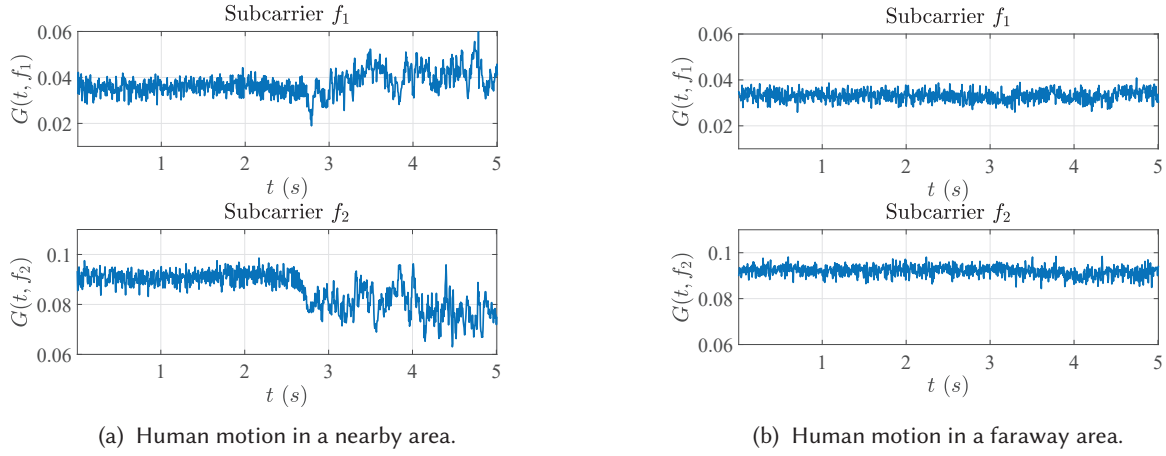 Subcarrier f₁
0.06
0.04
0.02
G(t, f₁)
1 2 3 4 5
t (s)
Subcarrier f₂
0.1
0.08
0.06
G(t, f₂)
1 2 3 4 5
t (s)
(a) Human motion in a nearby area.
Subcarrier f₁
0.06
0.04
0.02
G(t, f₁)
1 2 3 4 5
t (s)
Subcarrier f₂
0.1
0.08
0.06
G(t, f₂)
1 2 3 4 5
t (s)
(b) Human motion in a faraway area.